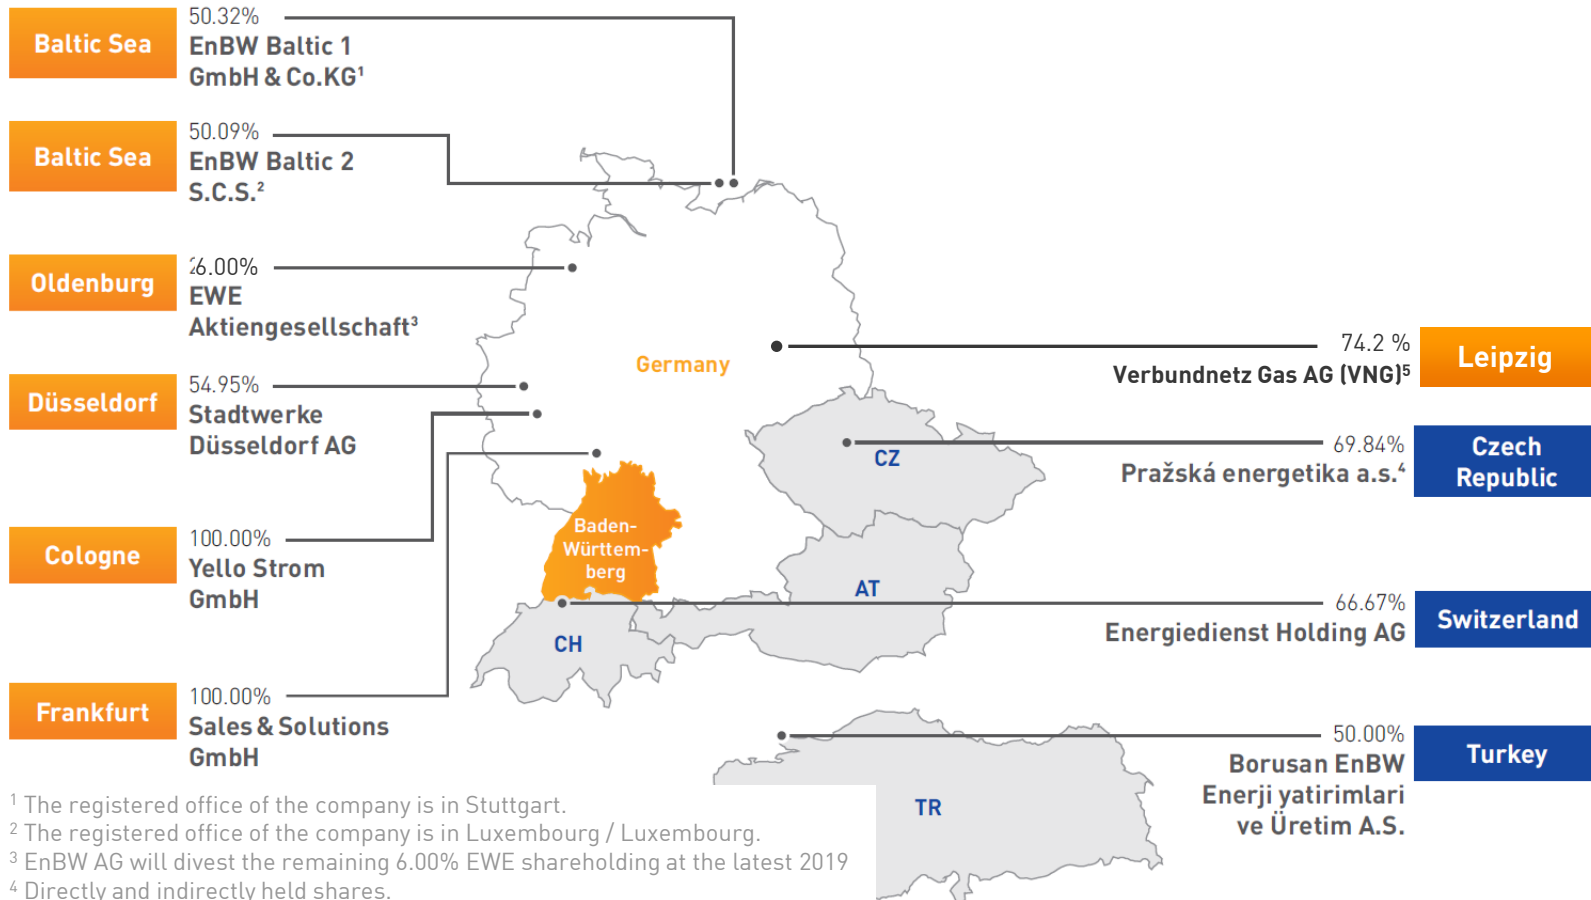 Baltic Sea
50.32%
EnBW Baltic 1
GmbH & Co.KG¹
Baltic Sea
50.09%
EnBW Baltic 2
S.C.S.²
Oldenburg
6.00%
EWE
Aktiengesellschaft³
Düsseldorf
54.95%
Stadtwerke
Düsseldorf AG
Cologne
100.00%
Yello Strom
GmbH
Frankfurt
100.00%
Sales & Solutions
GmbH
Germany
Baden-
Württem-
berg
CZ
AT
CH
TR
74.2 %
Verbundnetz Gas AG (VNG)⁵
Leipzig
69.84%
Pražská energetika a.s.⁴
Czech
Republic
66.67%
Energiedienst Holding AG
Switzerland
50.00%
Borusan EnBW
Enerji yatirimlari
ve Üretim A.S.
Turkey
¹ The registered office of the company is in Stuttgart.
² The registered office of the company is in Luxembourg / Luxembourg.
³ EnBW AG will divest the remaining 6.00% EWE shareholding at the latest 2019
⁴ Directly and indirectly held shares.